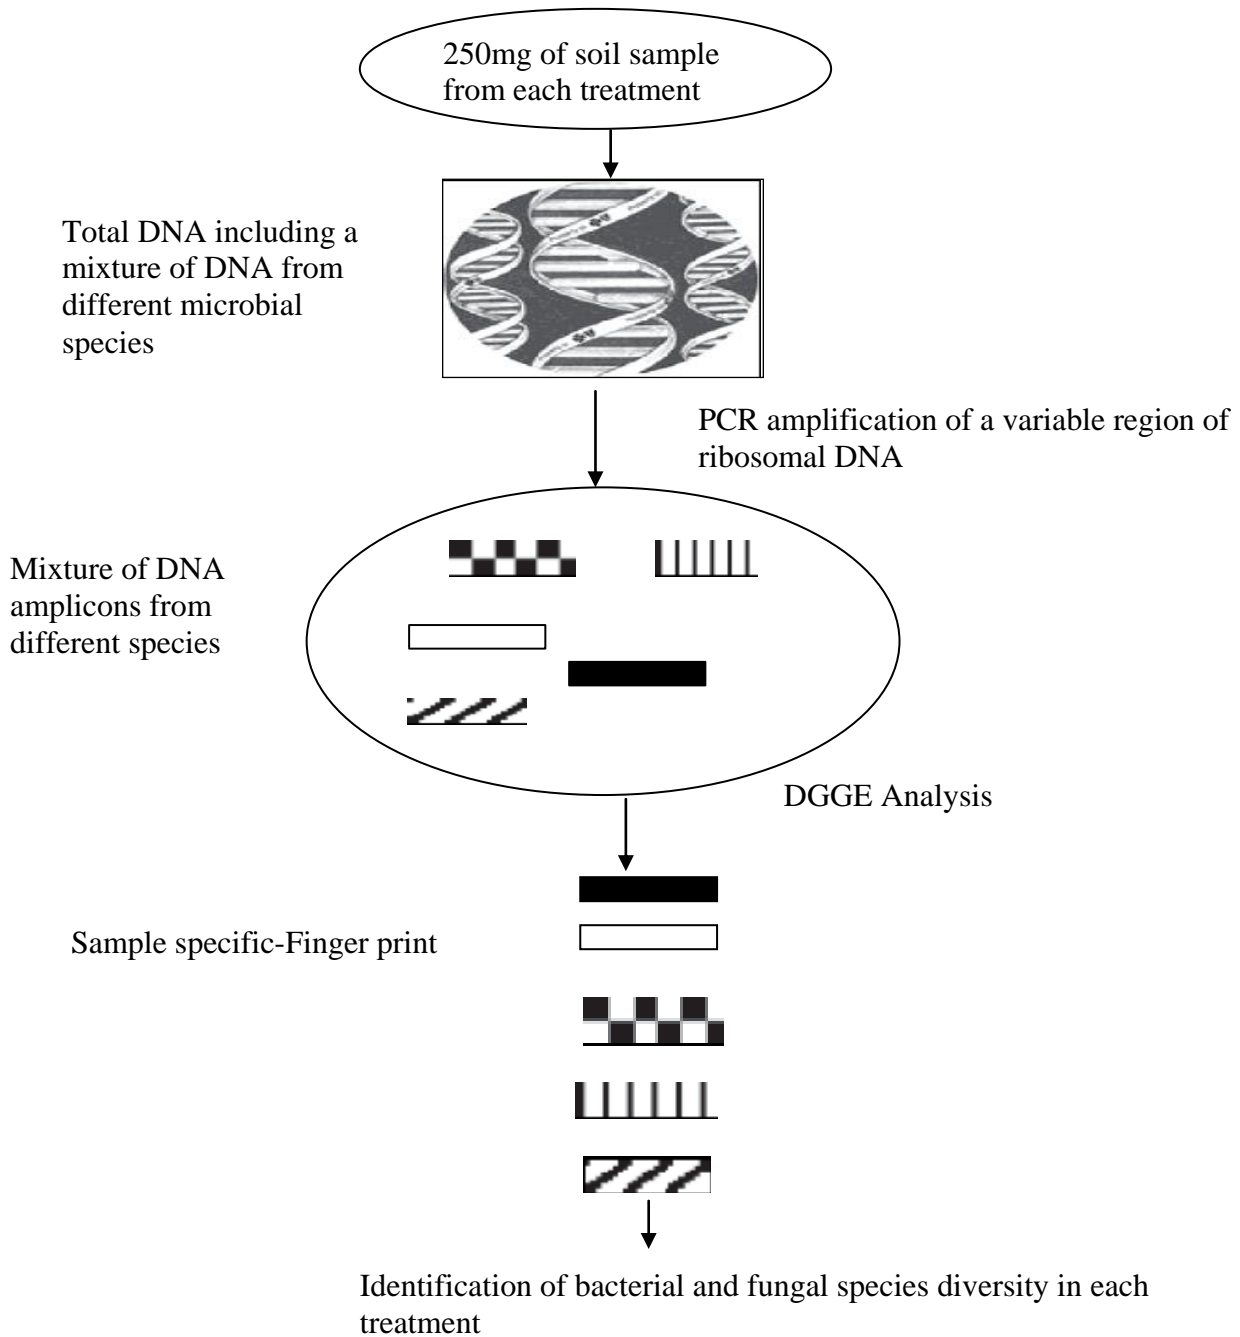 250mg of soil sample
from each treatment
Total DNA including a
mixture of DNA from
different microbial
species
PCR amplification of a variable region of
ribosomal DNA
Mixture of DNA
amplicons from
different species
DGGE Analysis
Sample specific-Finger print
Identification of bacterial and fungal species diversity in each
treatment